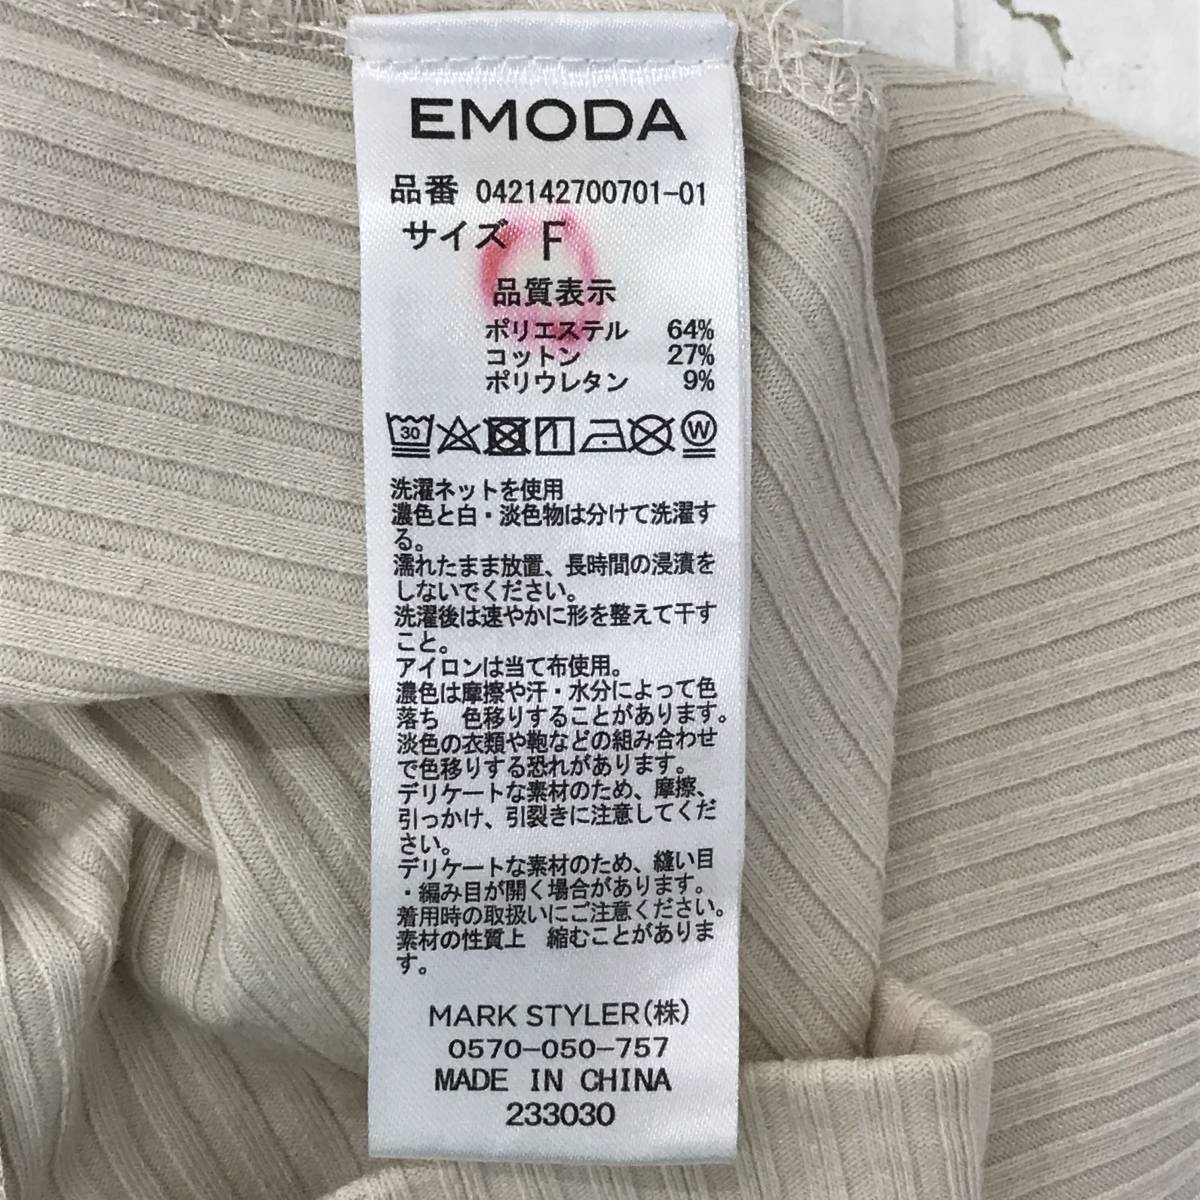 EMODA
品番 042142700701-01
サイズ F
品質表示
ポリエステル 64%
コットン 27%
ポリウレタン 9%
30 W
洗濯ネットを使用
濃色と白・淡色物は分けて洗濯す
る。
濡れたまま放置、長時間の浸漬を
しないでください。
洗濯後は速やかに形を整えて干す
こと。
アイロンは当て布使用。
濃色は摩擦や汗・水分によって色
落ち 色移りすることがあります。
淡色の衣類や鞄などの組み合わせ
で色移りする恐れがあります。
デリケートな素材のため、摩擦、
引っかけ、引裂きに注意してくだ
さい。
デリケートな素材のため、縫い目
・編み目が開く場合があります。
着用時の取扱いにご注意ください。
素材の性質上 縮むことがありま
す。
MARK STYLER(株)
0570-050-757
MADE IN CHINA
233030